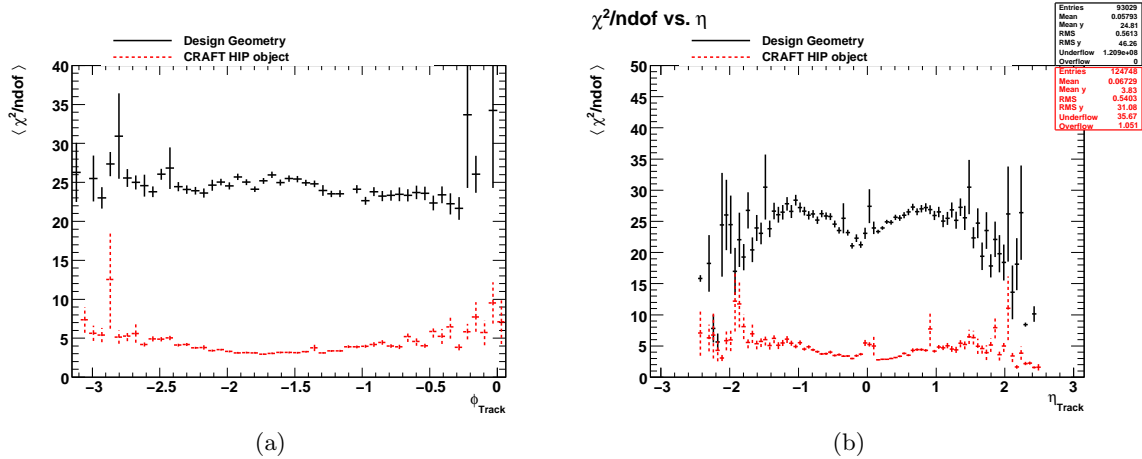 χ²/ndof vs. η
Entries 93029
Mean 0.05793
Mean y 24.81
RMS 0.5613
RMS y 46.26
Underflow 1.209e+08
Overflow 0
Entries 124748
Mean 0.06729
Mean y 3.83
RMS 0.5403
RMS y 31.08
Underflow 35.67
Overflow 1.051
Design Geometry
CRAFT HIP object
⟨ χ²/ndof ⟩
40
35
30
25
20
15
10
5
0
−3 −2.5 −2 −1.5 −1 −0.5 0
ϕTrack
(a)
Design Geometry
CRAFT HIP object
⟨ χ²/ndof ⟩
50
45
40
35
30
25
20
15
10
5
0
−3 −2 −1 0 1 2 3
ηTrack
(b)